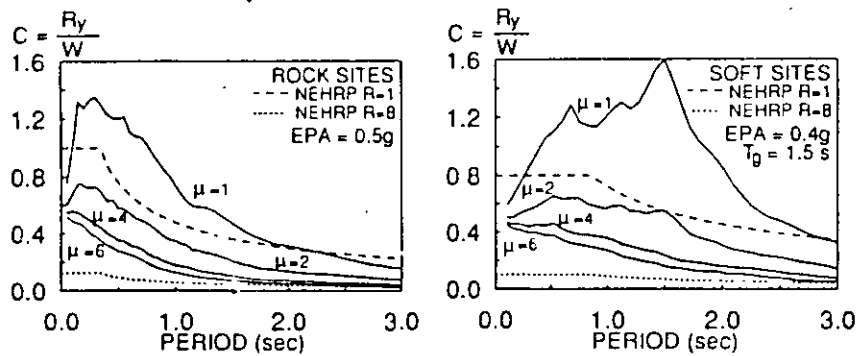 C = Ry/W
1.6
1.2
0.8
0.4
0.0
ROCK SITES
NEHRP R=1
NEHRP R=8
EPA = 0.5g
μ=1
μ=4
μ=2
μ=6
0.0 1.0 2.0 3.0
PERIOD (sec)
C = Ry/W
1.6
1.2
0.8
0.4
0.0
SOFT SITES
NEHRP R=1
NEHRP R=8
EPA = 0.4g
Tg = 1.5 s
μ=1
μ=2
μ=4
μ=6
0.0 1.0 2.0 3.0
PERIOD (sec)